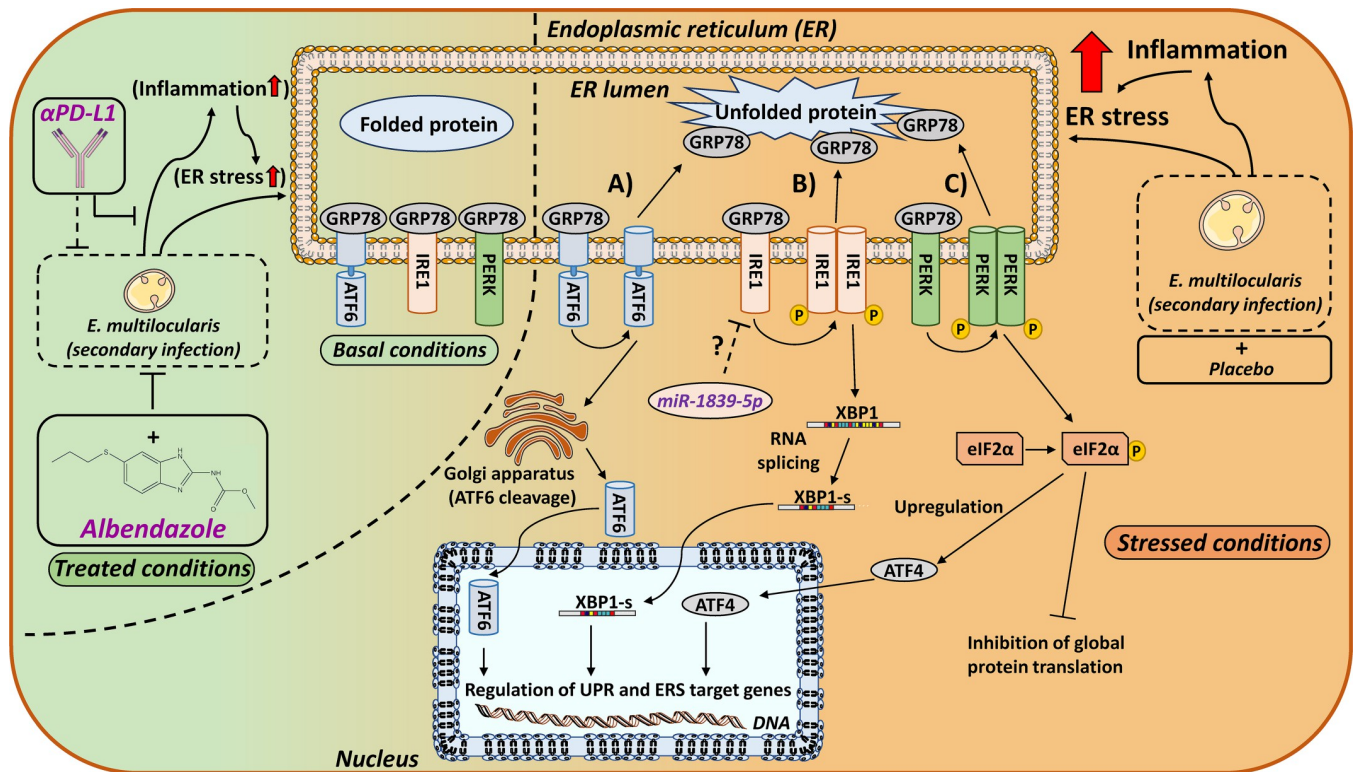 Endoplasmic reticulum (ER)
Inflammation
(Inflammation )
ER lumen
αPD-L1
Unfolded protein
ER stress
Folded protein
GRP78
GRP78
GRP78
(ER stress )
A)
B)
C)
GRP78
GRP78
GRP78
GRP78
GRP78
GRP78
ATF6
IRE1
PERK
ATF6
ATF6
IRE1
IRE1
IRE1
PERK
PERK
PERK
P
P
P
P
E. multilocularis
(secondary infection)
E. multilocularis
(secondary infection)
Basal conditions
?
+
Placebo
miR-1839-5p
+
S
H
N
N
NH
O
O
Albendazole
Treated conditions
XBP1
RNA
splicing
eIF2α
eIF2α
P
Golgi apparatus
(ATF6 cleavage)
XBP1-s
Upregulation
ATF6
Stressed conditions
ATF4
ATF6
XBP1-s
ATF4
Inhibition of global
protein translation
Regulation of UPR and ERS target genes
DNA
Nucleus